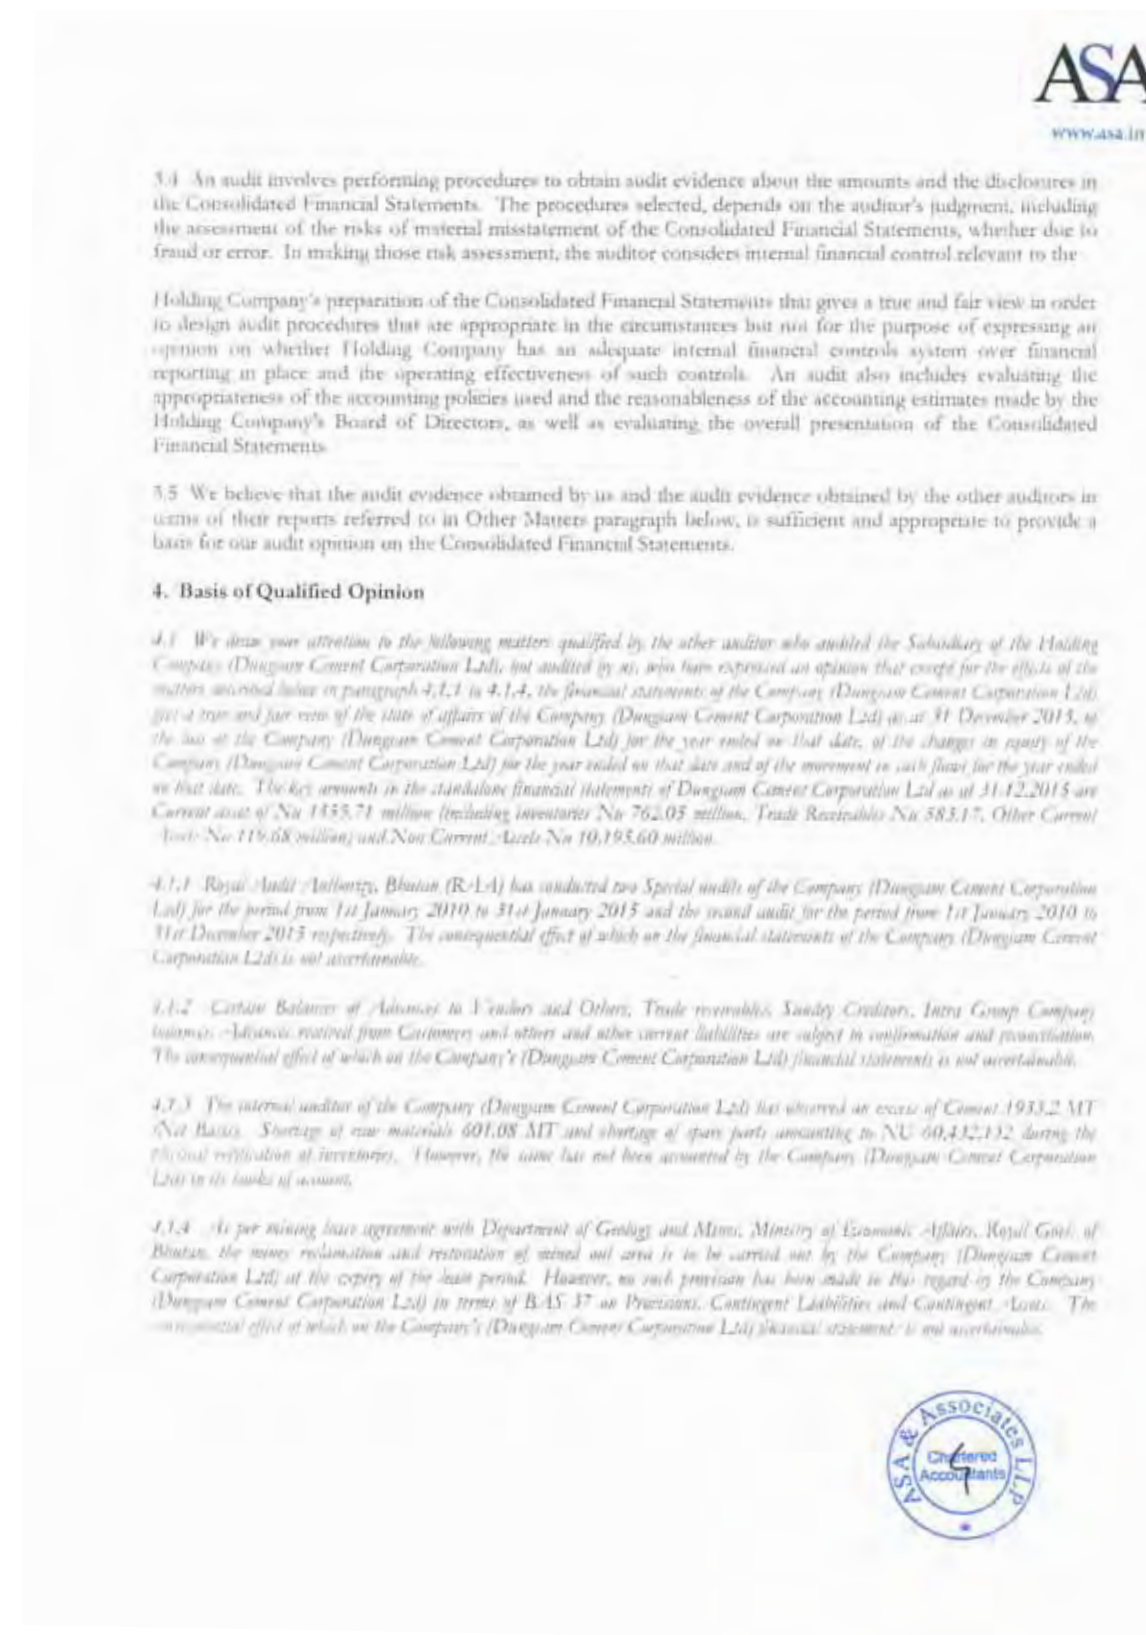 ASA
www.asa.in
3.4 An audit involves performing procedures to obtain audit evidence about the amounts and the disclosures in
the Consolidated Financial Statements. The procedures selected, depends on the auditor's judgment, including
the assessment of the risks of material misstatement of the Consolidated Financial Statements, whether due to
fraud or error. In making those risk assessment, the auditor considers internal financial control relevant to the
Holding Company's preparation of the Consolidated Financial Statements that gives a true and fair view in order
to design audit procedures that are appropriate in the circumstances but not for the purpose of expressing an
opinion on whether Holding Company has an adequate internal financial controls system over financial
reporting in place and the operating effectiveness of such controls. An audit also includes evaluating the
appropriateness of the accounting policies used and the reasonableness of the accounting estimates made by the
Holding Company's Board of Directors, as well as evaluating the overall presentation of the Consolidated
Financial Statements
3.5 We believe that the audit evidence obtained by us and the audit evidence obtained by the other auditors in
terms of their reports referred to in Other Matters paragraph below, is sufficient and appropriate to provide a
basis for our audit opinion on the Consolidated Financial Statements.
4. Basis of Qualified Opinion
4.1 We draw your attention to the following matters qualified by the other auditor who audited the Subsidiary of the Holding
Company (Dungsam Cement Corporation Ltd), not audited by us, who have expressed an opinion that except for the effects of the
matters described below in paragraph 4.1.1 to 4.1.4, the financial statements of the Company (Dungsam Cement Corporation Ltd)
give a true and fair view of the state of affairs of the Company (Dungsam Cement Corporation Ltd) as at 31 December 2015, of
the loss of the Company (Dungsam Cement Corporation Ltd) for the year ended on that date, of the changes in equity of the
Company (Dungsam Cement Corporation Ltd) for the year ended on that date and of the movement in cash flows for the year ended
on that date. The key amounts in the standalone financial statements of Dungsam Cement Corporation Ltd as at 31.12.2015 are
Current asset of Nu 1535.71 million (including inventories Nu 762.05 million, Trade Receivables Nu 583.17, Other Current
Assets Nu 119.68 million) and Non Current Assets Nu 10,195.60 million.
4.1.1 Royal Audit Authority, Bhutan (RAA) has conducted two Special audits of the Company (Dungsam Cement Corporation
Ltd) for the period from 1st January 2010 to 31st January 2015 and the second audit for the period from 1st January 2010 to
31st December 2015 respectively. The consequential effect of which on the financial statements of the Company (Dungsam Cement
Corporation Ltd) is not ascertainable.
4.1.2 Certain Balances of Advances to Vendors and Others, Trade receivables, Sundry Creditors, Intra Group Company
balances, Advances received from Customers and others and other current liabilities are subject to confirmation and reconciliation.
The consequential effect of which on the Company's (Dungsam Cement Corporation Ltd) financial statements is not ascertainable.
4.1.3 The internal auditor of the Company (Dungsam Cement Corporation Ltd) has observed an excess of Cement 1933.2 MT
(Net Basis). Shortage of raw materials 601.08 MT and shortage of spare parts amounting to NU 60,432,132 during the
physical verification of inventories. However, the same has not been accounted by the Company (Dungsam Cement Corporation
Ltd) in its books of account.
4.1.4 As per mining lease agreement with Department of Geology and Mines, Ministry of Economic Affairs, Royal Govt. of
Bhutan, the mines reclamation and restoration of mined out area is to be carried out by the Company (Dungsam Cement
Corporation Ltd) at the expiry of the lease period. However, no such provision has been made in this regard by the Company
(Dungsam Cement Corporation Ltd) in terms of BAS 37 on Provisions, Contingent Liabilities and Contingent Assets. The
consequential effect of which on the Company's (Dungsam Cement Corporation Ltd) financial statements is not ascertainable.
ASA & Associates LLP
Chartered
Accountants